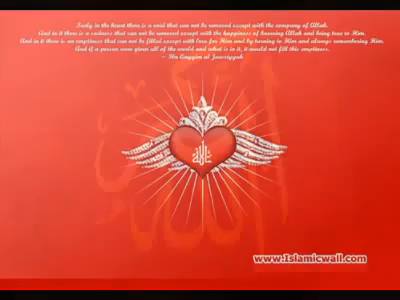 Surely in the heart there is a void that can not be removed except with the company of Allah.
And in it there is a sadness that can not be removed except with the happiness of knowing Allah and being true to Him.
And in it there is an emptiness that can not be filled except with love for Him and by turning to Him and always remembering Him.
And if a person were given all of the world and what is in it, it would not fill this emptiness.
~ Ibn Qayyim al Jawziyyah
الله
www.Islamicwall.com